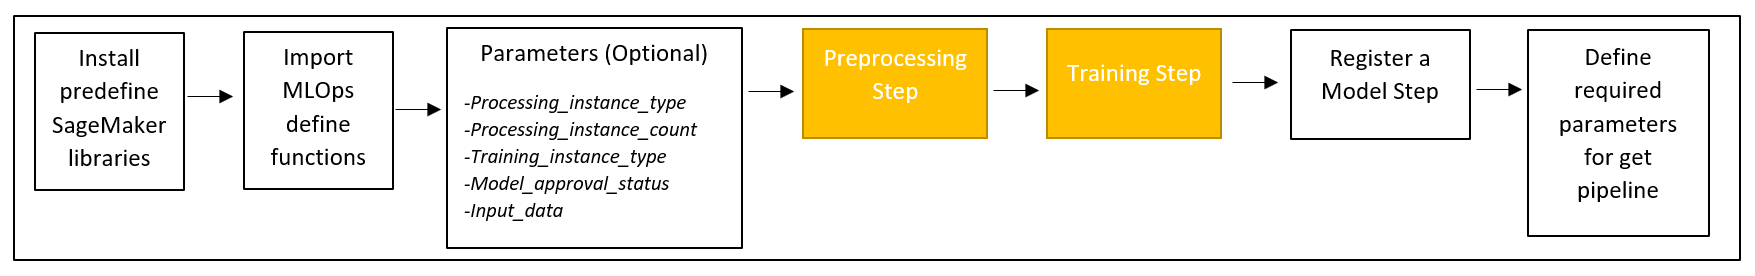 Install
predefine
SageMaker
libraries
Import
MLOps
define
functions
Parameters (Optional)
-Processing_instance_type
-Processing_instance_count
-Training_instance_type
-Model_approval_status
-Input_data
Preprocessing
Step
Training Step
Register a
Model Step
Define
required
parameters
for get
pipeline